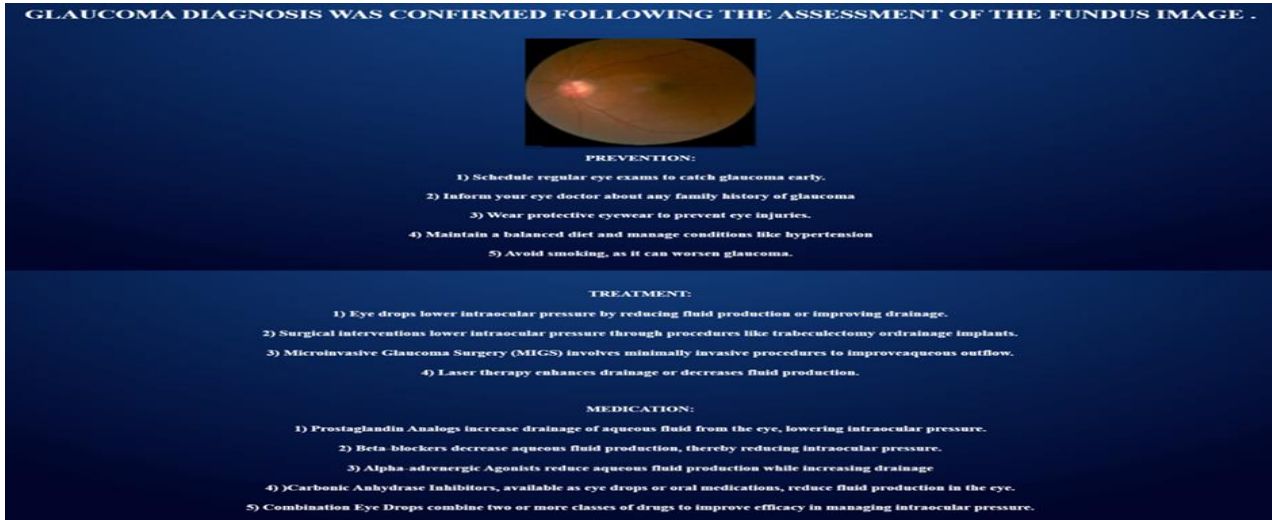 GLAUCOMA DIAGNOSIS WAS CONFIRMED FOLLOWING THE ASSESSMENT OF THE FUNDUS IMAGE .
PREVENTION:
1) Schedule regular eye exams to catch glaucoma early.
2) Inform your eye doctor about any family history of glaucoma
3) Wear protective eyewear to prevent eye injuries.
4) Maintain a balanced diet and manage conditions like hypertension
5) Avoid smoking, as it can worsen glaucoma.
TREATMENT:
1) Eye drops lower intraocular pressure by reducing fluid production or improving drainage.
2) Surgical interventions lower intraocular pressure through procedures like trabeculectomy ordrainage implants.
3) Microinvasive Glaucoma Surgery (MIGS) involves minimally invasive procedures to improveaqueous outflow.
4) Laser therapy enhances drainage or decreases fluid production.
MEDICATION:
1) Prostaglandin Analogs increase drainage of aqueous fluid from the eye, lowering intraocular pressure.
2) Beta-blockers decrease aqueous fluid production, thereby reducing intraocular pressure.
3) Alpha-adrenergic Agonists reduce aqueous fluid production while increasing drainage
4) )Carbonic Anhydrase Inhibitors, available as eye drops or oral medications, reduce fluid production in the eye.
5) Combination Eye Drops combine two or more classes of drugs to improve efficacy in managing intraocular pressure.